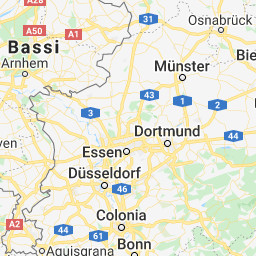 A28
31
Osnabrück
A50
A1
Bassi
Arnhem
Münster
Bie
3
43
1
2
Dortmund
44
Essen
Düsseldorf
46
A2
Colonia
44
61
45
Aquisgrana
Bonn